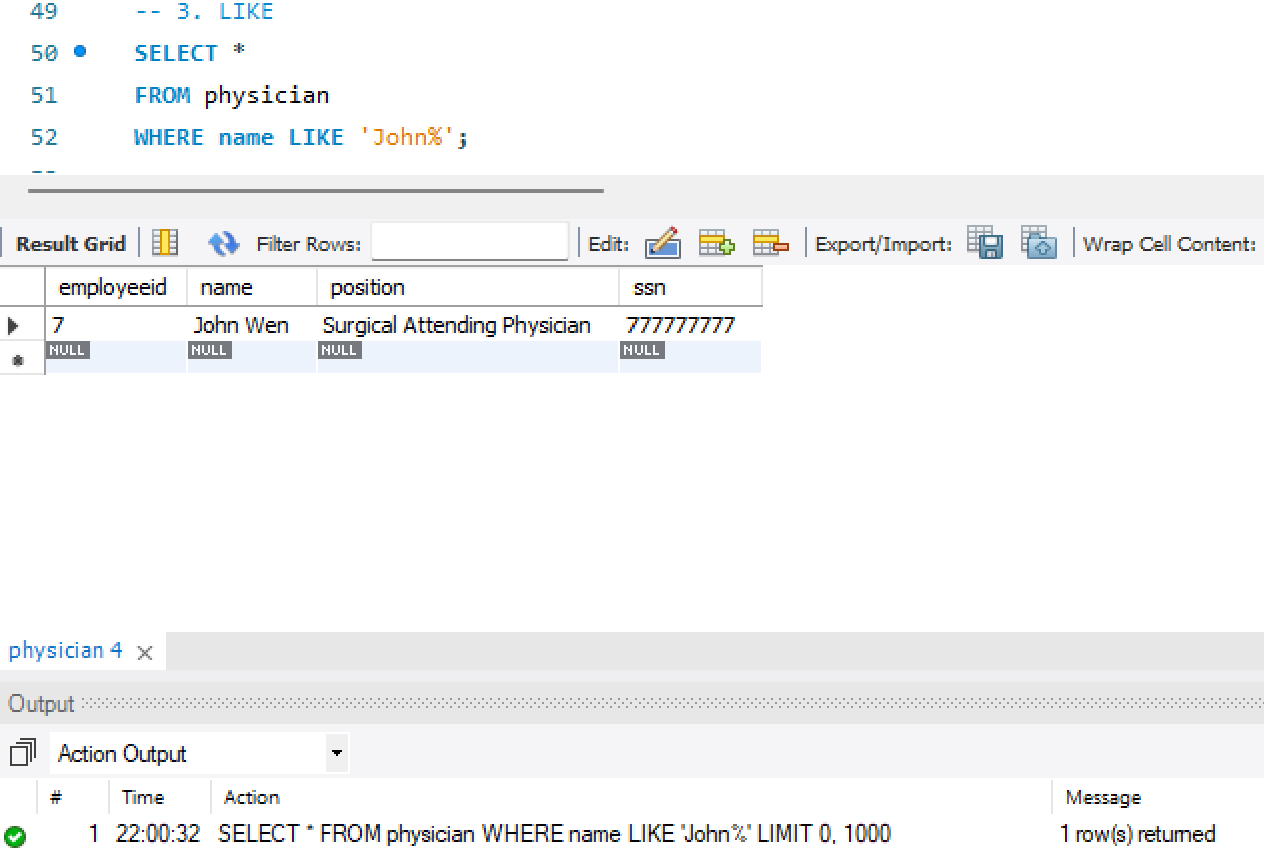 49 -- 3. LIKE
50 SELECT *
51 FROM physician
52 WHERE name LIKE 'John%';
Result Grid Filter Rows: Edit: Export/Import: Wrap Cell Content:
employeeid name position ssn
7 John Wen Surgical Attending Physician 777777777
NULL NULL NULL NULL
physician 4
Output
Action Output
# Time Action Message
1 22:00:32 SELECT * FROM physician WHERE name LIKE 'John%' LIMIT 0, 1000 1 row(s) returned